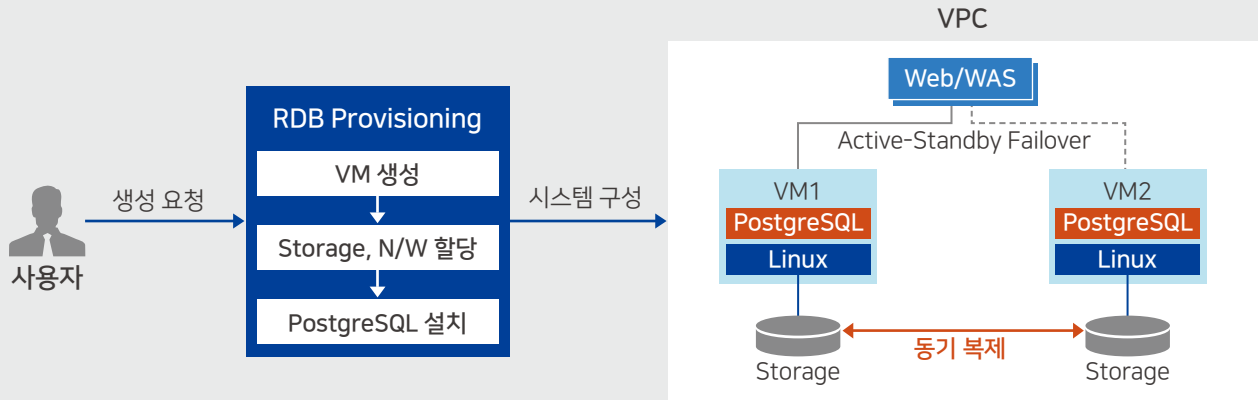 사용자
생성 요청
RDB Provisioning
VM 생성
Storage, N/W 할당
PostgreSQL 설치
시스템 구성
VPC
Web/WAS
Active-Standby Failover
VM1
PostgreSQL
Linux
Storage
VM2
PostgreSQL
Linux
Storage
동기 복제